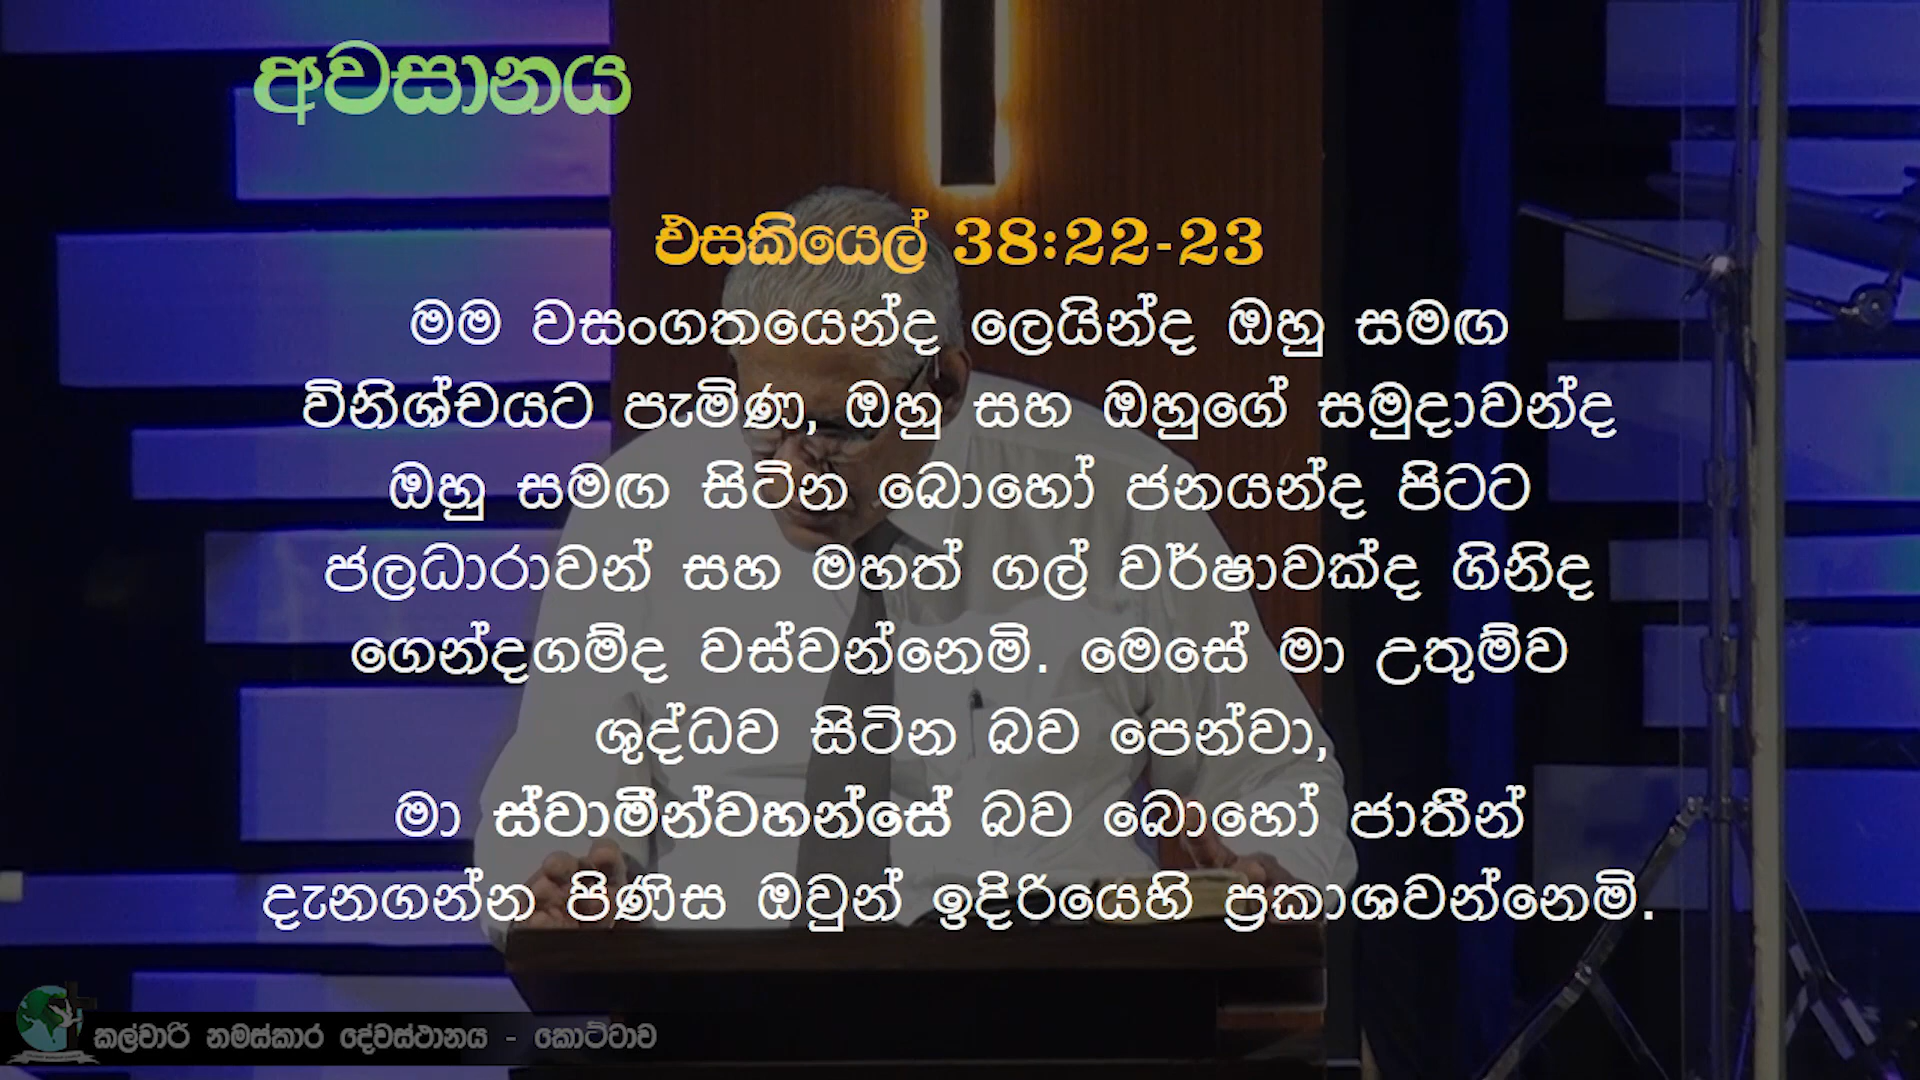 අවසානය
එසකියෙල් 38:22-23
මම වසංගතයෙන්ද ලෙයින්ද ඔහු සමඟ
විනිශ්චයට පැමිණ, ඔහු සහ ඔහුගේ සමුදාවන්ද
ඔහු සමඟ සිටින බොහෝ ජනයන්ද පිටට
ජලධාරාවන් සහ මහත් ගල් වර්ෂාවක්ද ගිනිද
ගෙන්දගම්ද වස්වන්නෙමි. මෙසේ මා උතුම්ව
ශුද්ධව සිටින බව පෙන්වා,
මා ස්වාමීන්වහන්සේ බව බොහෝ ජාතීන්
දැනගන්න පිණිස ඔවුන් ඉදිරියෙහි ප්‍රකාශවන්නෙමි.
කල්වාරි නමස්කාර දේවස්ථානය - කොට්ටාව